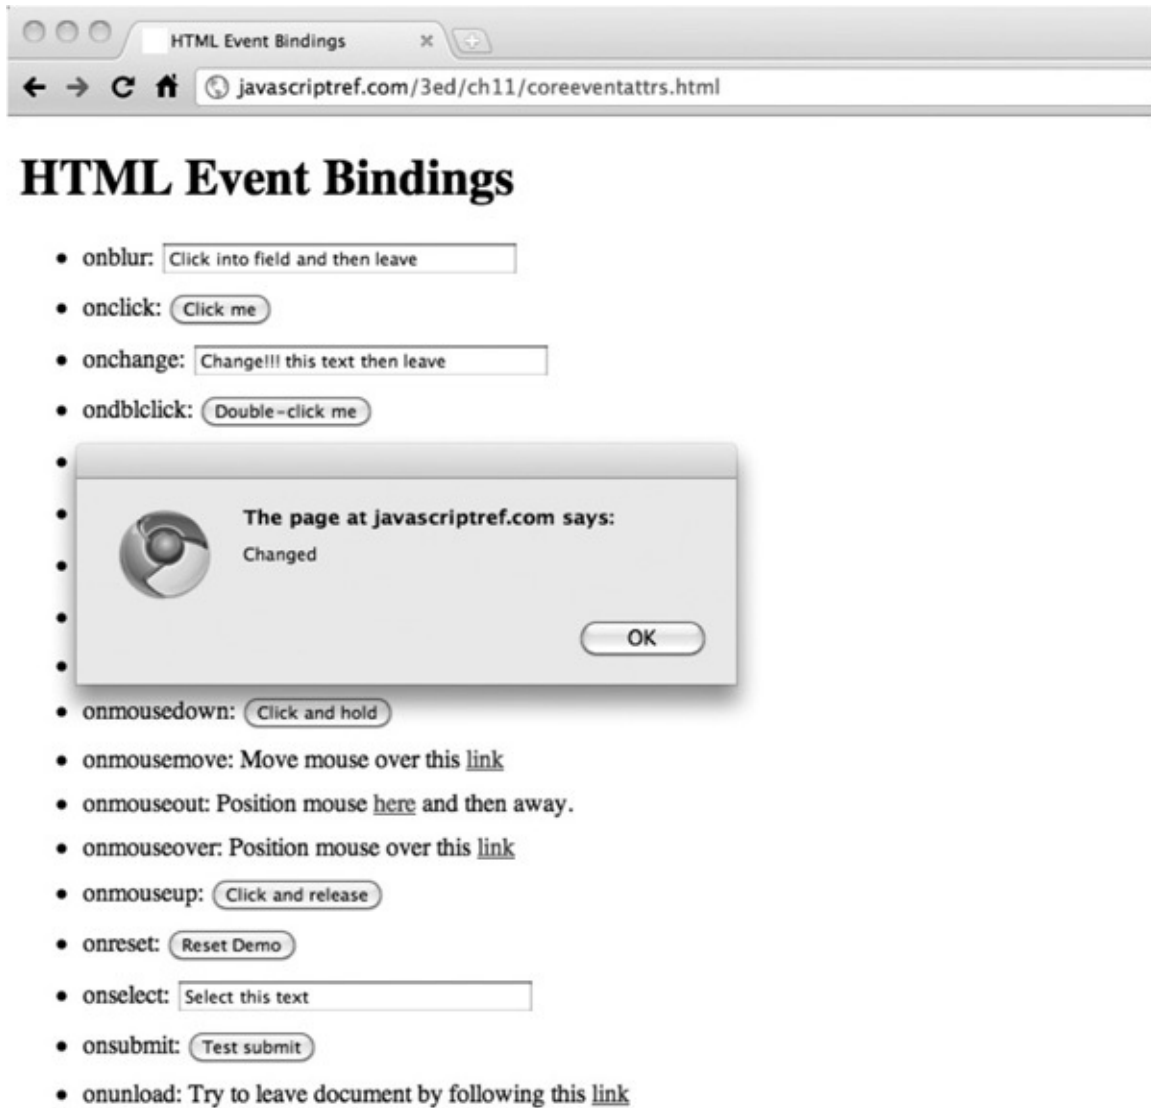 HTML Event Bindings
javascriptref.com/3ed/ch11/coreeventattrs.html
HTML Event Bindings
onblur: Click into field and then leave
onclick: Click me
onchange: Change!!! this text then leave
ondblclick: Double-click me
The page at javascriptref.com says:
Changed
OK
onmousedown: Click and hold
onmousemove: Move mouse over this link
onmouseout: Position mouse here and then away.
onmouseover: Position mouse over this link
onmouseup: Click and release
onreset: Reset Demo
onselect: Select this text
onsubmit: Test submit
onunload: Try to leave document by following this link